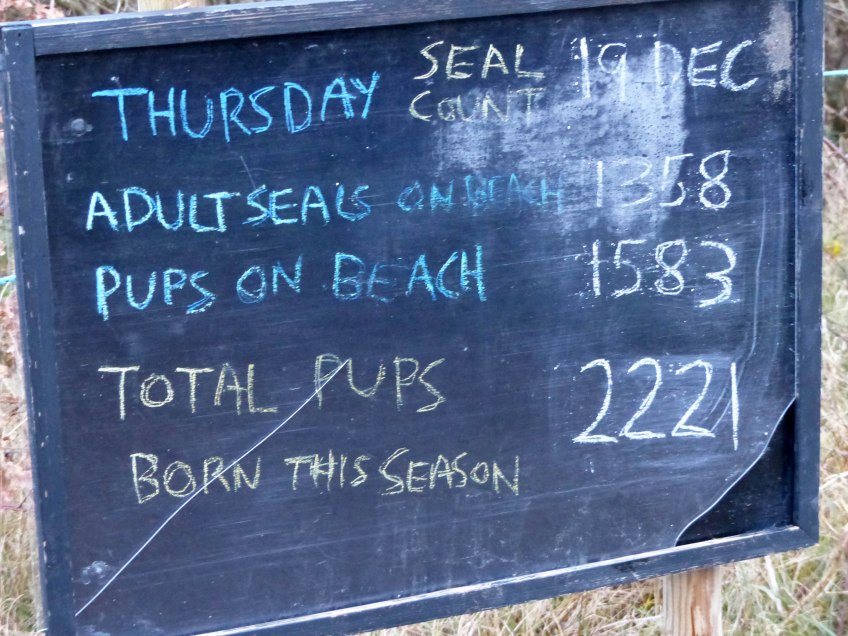 THURSDAY SEAL COUNT 19 DEC
ADULT SEALS ON BEACH 1358
PUPS ON BEACH 1583
TOTAL PUPS 2221
BORN THIS SEASON